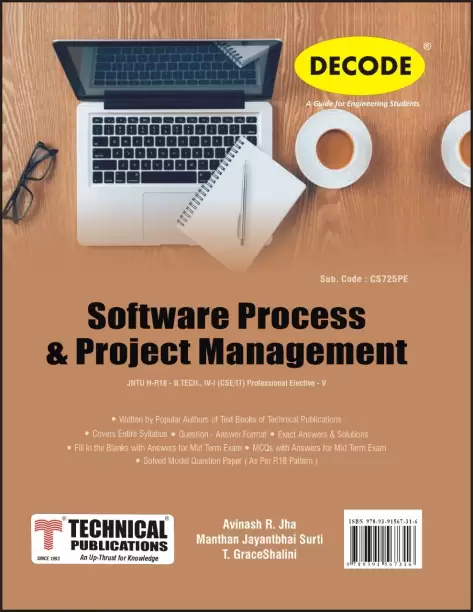 DECODE®
A Guide for Engineering Students
Sub. Code : CS725PE
Software Process
& Project Management
JNTU H-R18 - B.TECH., IV-I (CSE/IT) Professional Elective - V
• Written by Popular Authors of Text Books of Technical Publications
• Covers Entire Syllabus • Question - Answer Format • Exact Answers & Solutions
• Fill in the Blanks with Answers for Mid Term Exam • MCQs with Answers for Mid Term Exam
• Solved Model Question Paper ( As Per R18 Pattern )
TECHNICAL®
PUBLICATIONS
SINCE 1993 An Up-Thrust for Knowledge
Avinash R. Jha
Manthan Jayantbhai Surti
T. GraceShalini
ISBN 978-93-91567-31-6
9789391567316